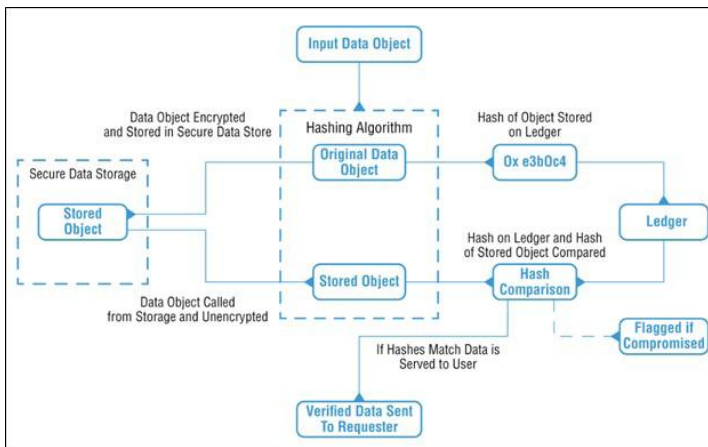 Input Data Object
Data Object Encrypted
and Stored in Secure Data Store
Hashing Algorithm
Hash of Object Stored
on Ledger
Original Data
Object
Ox e3b0c4
Secure Data Storage
Stored
Object
Ledger
Hash on Ledger and Hash
of Stored Object Compared
Stored Object
Hash
Comparison
Data Object Called
from Storage and Unencrypted
Flagged if
Compromised
If Hashes Match Data is
Served to User
Verified Data Sent
To Requester